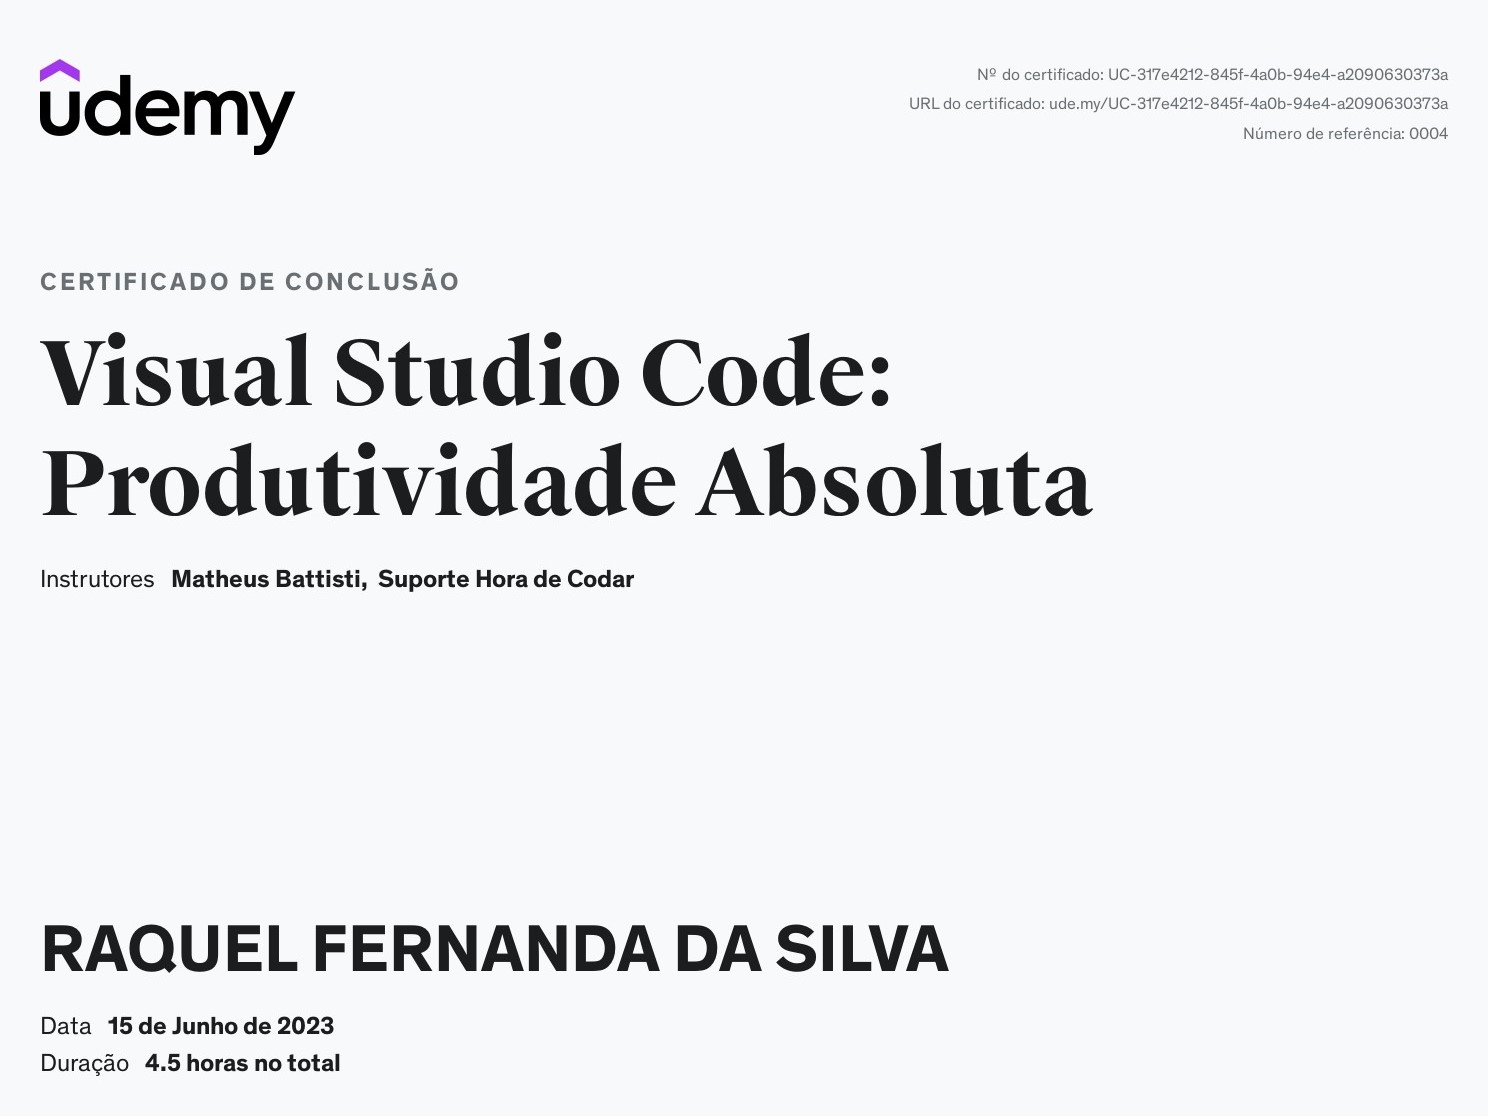 udemy
Nº do certificado: UC-317e4212-845f-4a0b-94e4-a2090630373a
URL do certificado: ude.my/UC-317e4212-845f-4a0b-94e4-a2090630373a
Número de referência: 0004
CERTIFICADO DE CONCLUSÃO
Visual Studio Code:
Produtividade Absoluta
Instrutores Matheus Battisti, Suporte Hora de Codar
RAQUEL FERNANDA DA SILVA
Data 15 de Junho de 2023
Duração 4.5 horas no total